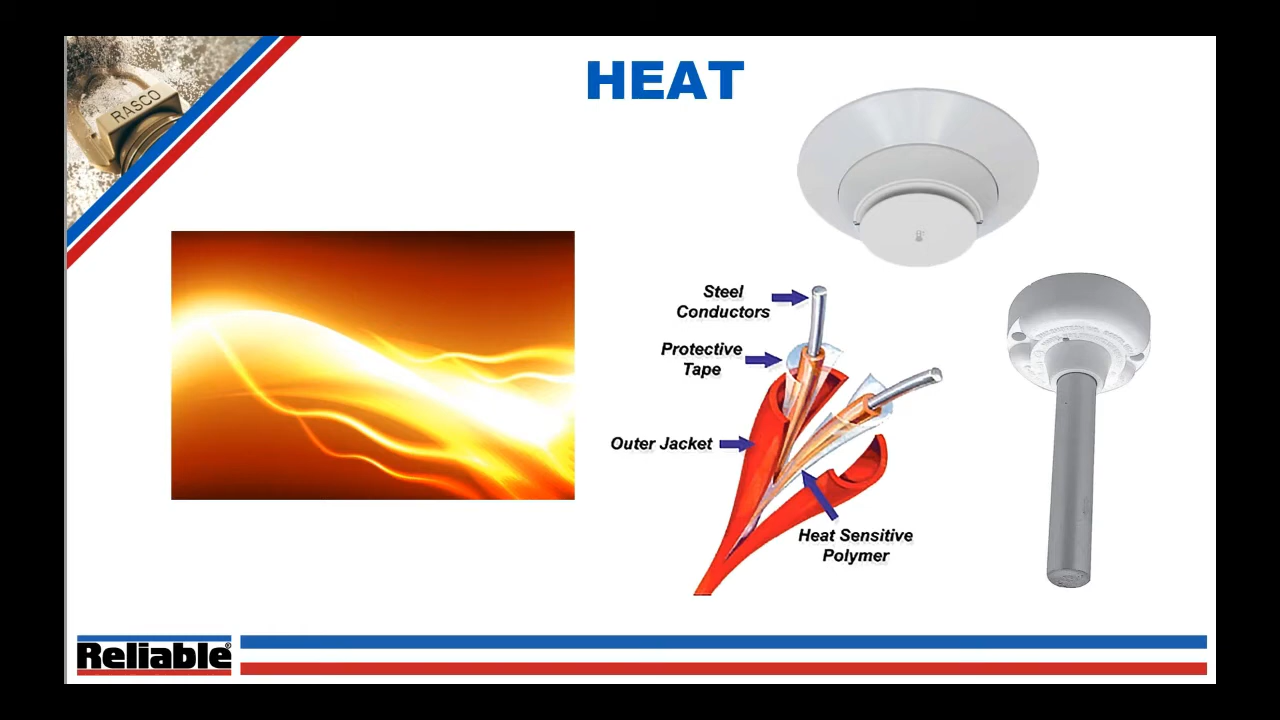 HEAT
RASCO
Steel
Conductors
Protective
Tape
Outer Jacket
Heat Sensitive
Polymer
Reliable®